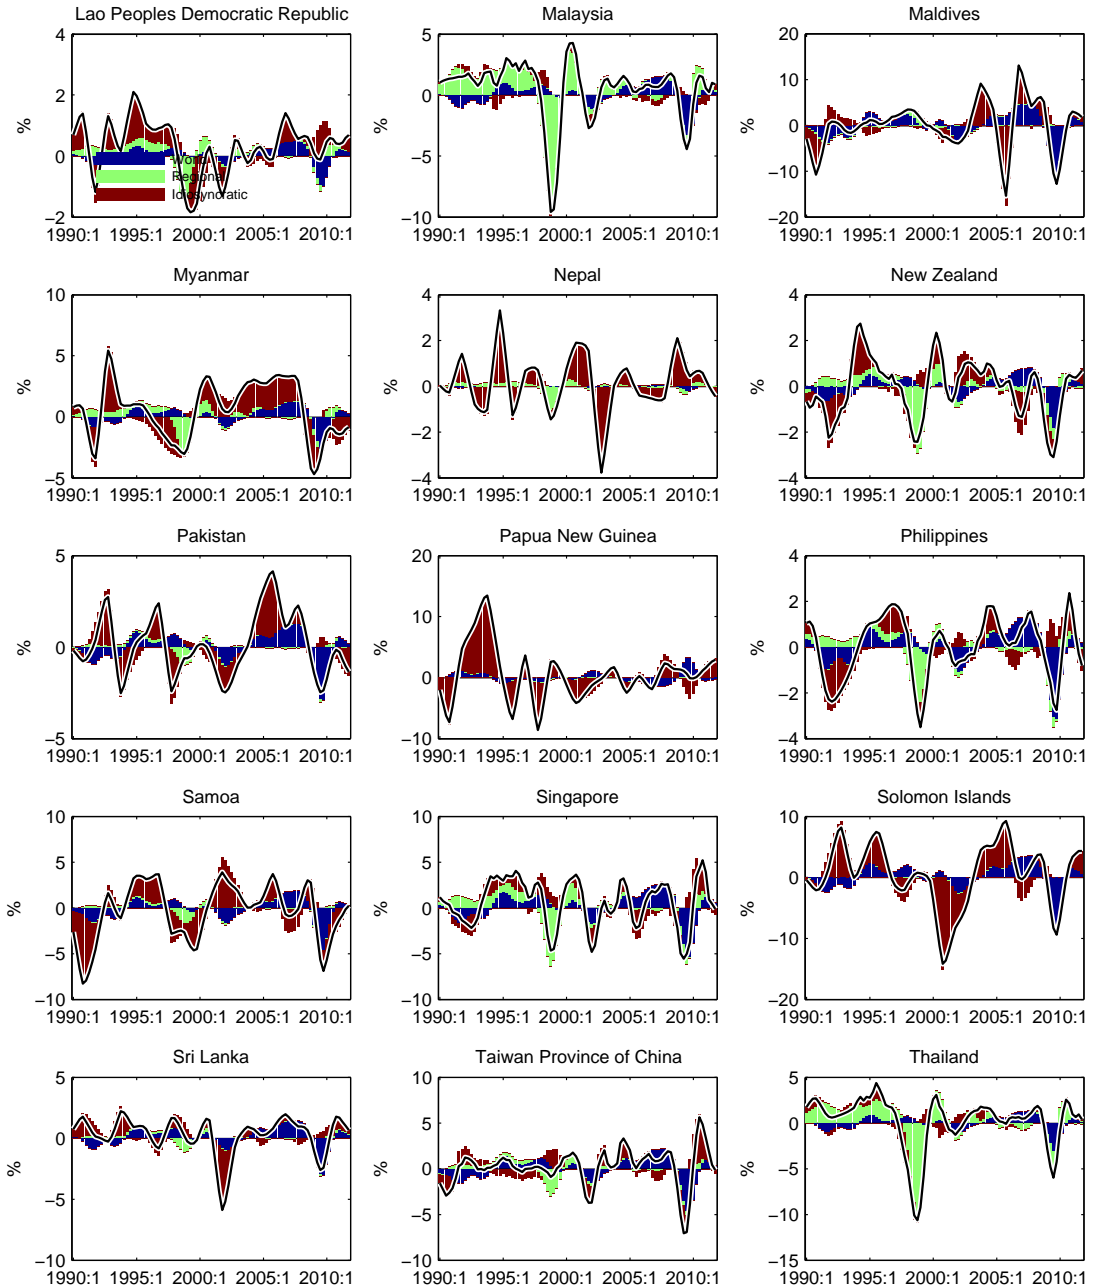 Lao Peoples Democratic Republic
4
2
0
−2
%
World
Regional
Idiosyncratic
1990:1 1995:1 2000:1 2005:1 2010:1
Malaysia
5
0
−5
−10
%
1990:1 1995:1 2000:1 2005:1 2010:1
Maldives
20
10
0
−10
−20
%
1990:1 1995:1 2000:1 2005:1 2010:1
Myanmar
10
5
0
−5
%
1990:1 1995:1 2000:1 2005:1 2010:1
Nepal
4
2
0
−2
−4
%
1990:1 1995:1 2000:1 2005:1 2010:1
New Zealand
4
2
0
−2
−4
%
1990:1 1995:1 2000:1 2005:1 2010:1
Pakistan
5
0
−5
%
1990:1 1995:1 2000:1 2005:1 2010:1
Papua New Guinea
20
10
0
−10
%
1990:1 1995:1 2000:1 2005:1 2010:1
Philippines
4
2
0
−2
−4
%
1990:1 1995:1 2000:1 2005:1 2010:1
Samoa
10
5
0
−5
−10
%
1990:1 1995:1 2000:1 2005:1 2010:1
Singapore
10
5
0
−5
−10
%
1990:1 1995:1 2000:1 2005:1 2010:1
Solomon Islands
10
0
−10
−20
%
1990:1 1995:1 2000:1 2005:1 2010:1
Sri Lanka
5
0
−5
−10
%
1990:1 1995:1 2000:1 2005:1 2010:1
Taiwan Province of China
10
5
0
−5
−10
%
1990:1 1995:1 2000:1 2005:1 2010:1
Thailand
5
0
−5
−10
−15
%
1990:1 1995:1 2000:1 2005:1 2010:1